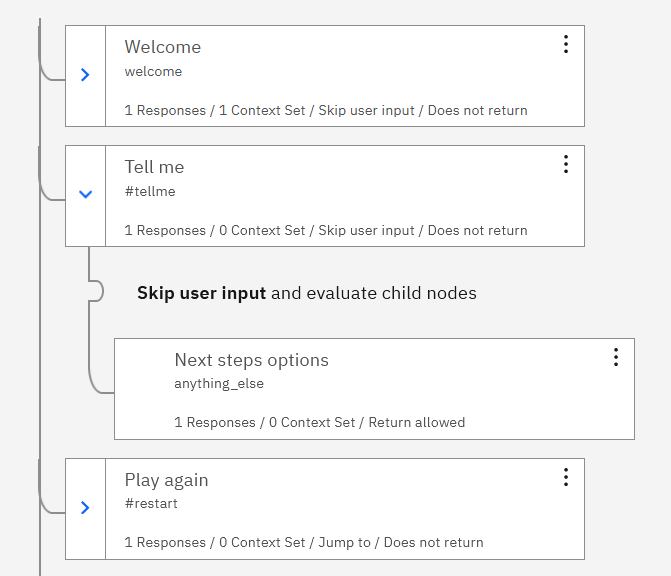 Welcome
welcome
1 Responses / 1 Context Set / Skip user input / Does not return
Tell me
#tellme
1 Responses / 0 Context Set / Skip user input / Does not return
Skip user input and evaluate child nodes
Next steps options
anything_else
1 Responses / 0 Context Set / Return allowed
Play again
#restart
1 Responses / 0 Context Set / Jump to / Does not return